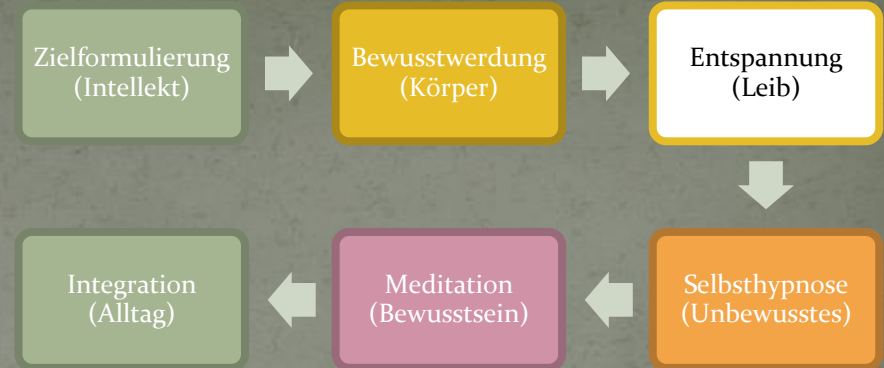 Zielformulierung
(Intellekt)
Bewusstwerdung
(Körper)
Entspannung
(Leib)
Selbsthypnose
(Unbewusstes)
Meditation
(Bewusstsein)
Integration
(Alltag)